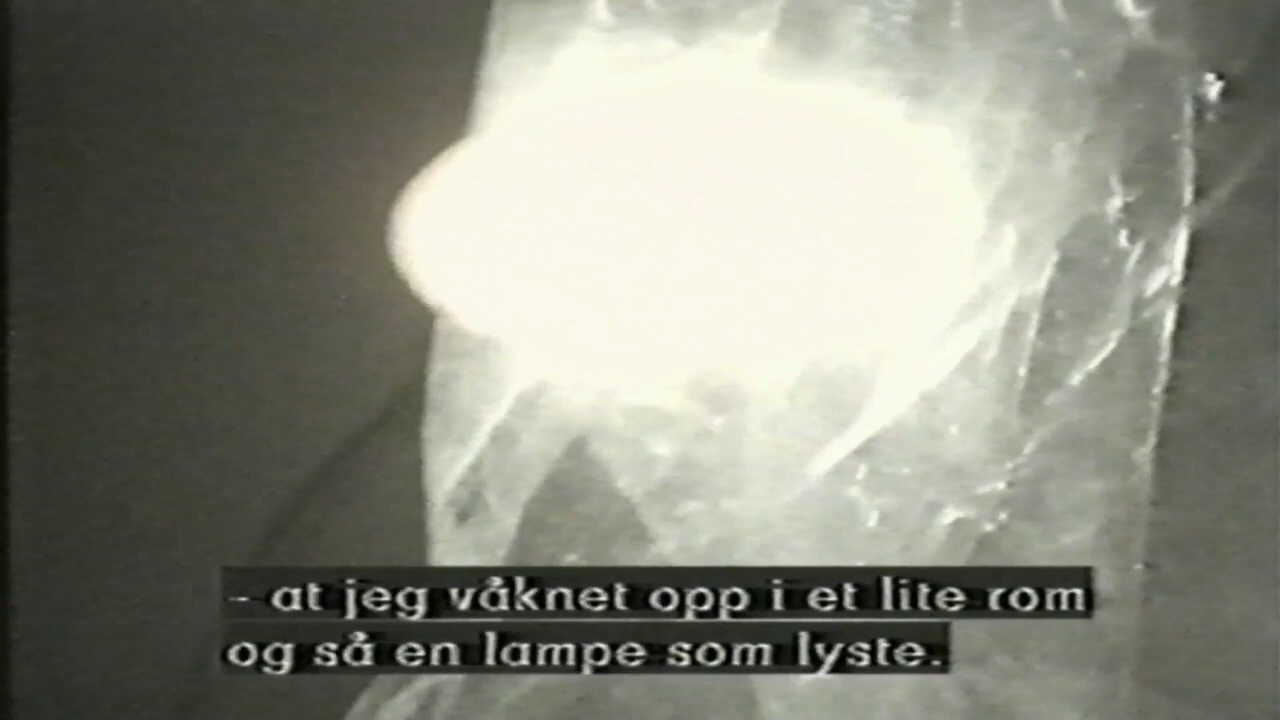 - at jeg våknet opp i et lite rom
og så en lampe som lyste.